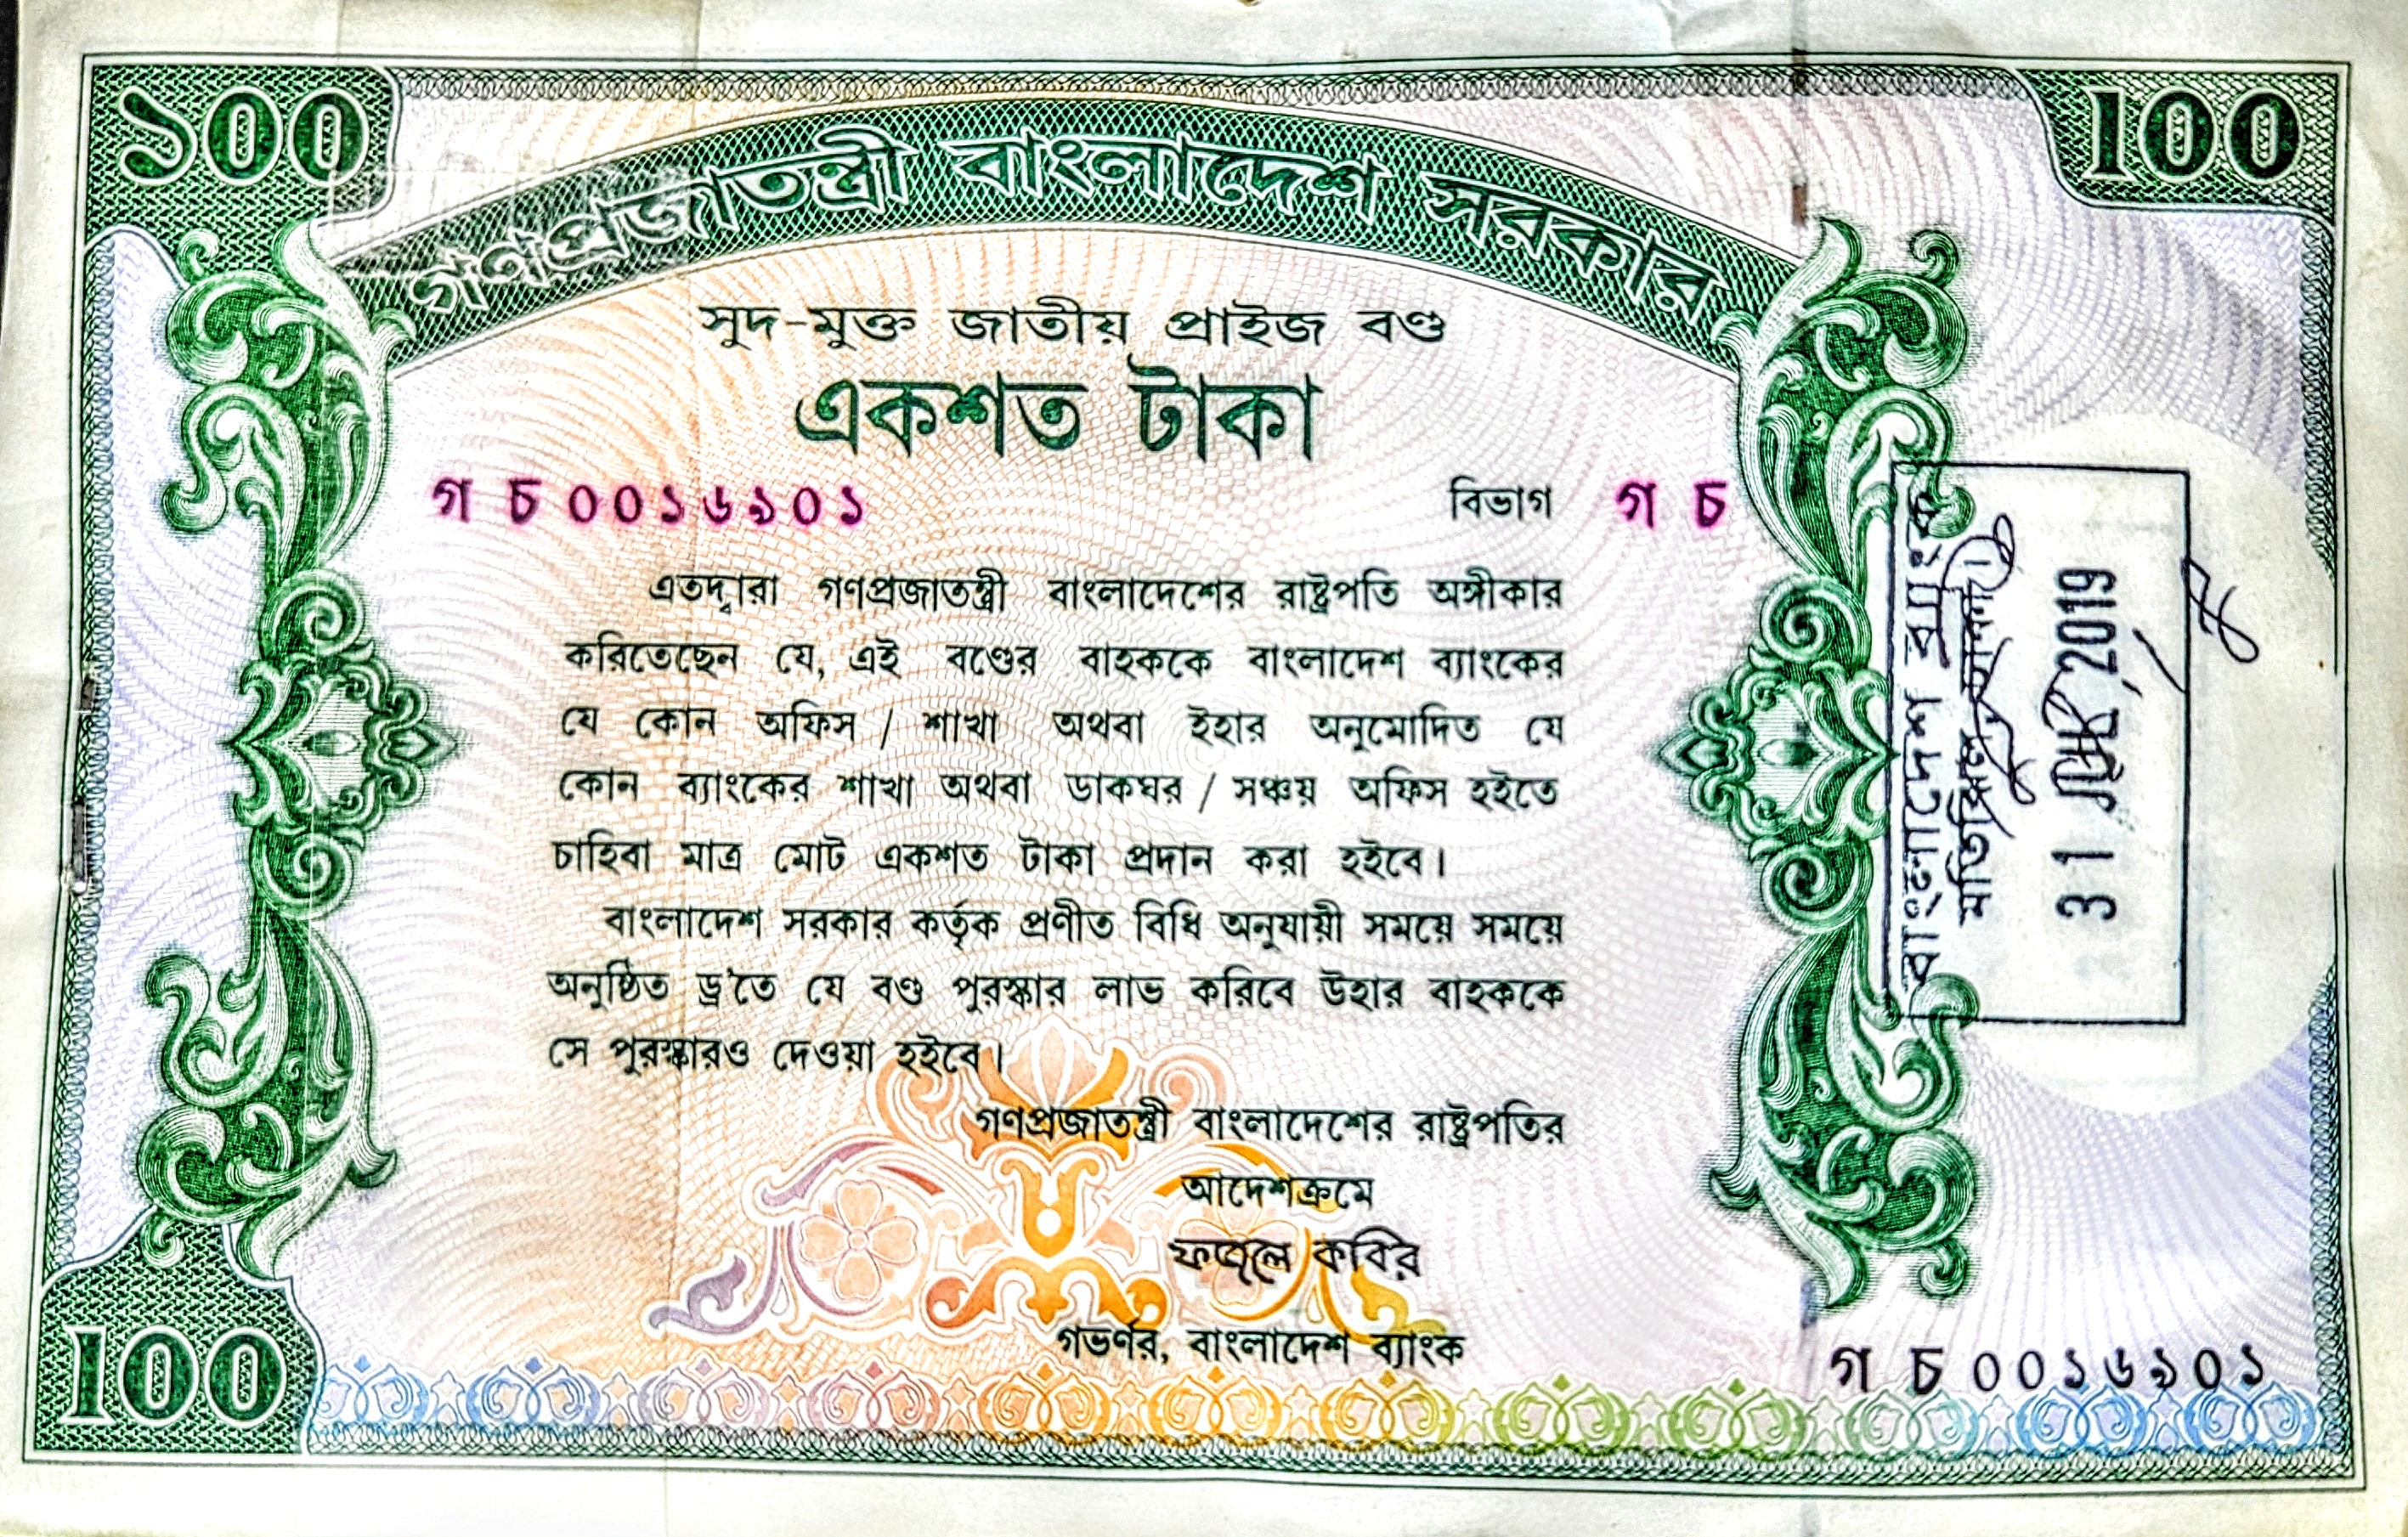 ১০০
100
গণপ্রজাতন্ত্রী বাংলাদেশ সরকার
সুদ-মুক্ত জাতীয় প্রাইজ বণ্ড
একশত টাকা
গ চ ০০১৬১০১
বিভাগ গ চ
এতদ্দ্বারা গণপ্রজাতন্ত্রী বাংলাদেশের রাষ্ট্রপতি অঙ্গীকার
করিতেছেন যে, এই বণ্ডের বাহককে বাংলাদেশ ব্যাংকের
যে কোন অফিস / শাখা অথবা ইহার অনুমোদিত যে
কোন ব্যাংকের শাখা অথবা ডাকঘর / সঞ্চয় অফিস হইতে
চাহিবা মাত্র মোট একশত টাকা প্রদান করা হইবে।
বাংলাদেশ সরকার কর্তৃক প্রণীত বিধি অনুযায়ী সময়ে সময়ে
অনুষ্ঠিত ড্র'তে যে বণ্ড পুরস্কার লাভ করিবে উহার বাহককে
সে পুরস্কারও দেওয়া হইবে।
গণপ্রজাতন্ত্রী বাংলাদেশের রাষ্ট্রপতির
আদেশক্রমে
ফজলে কবির
গভর্ণর, বাংলাদেশ ব্যাংক
বাংলাদেশ ব্যাংক
মতিঝিল
31 2019
100
গ চ ০০১৬১০১